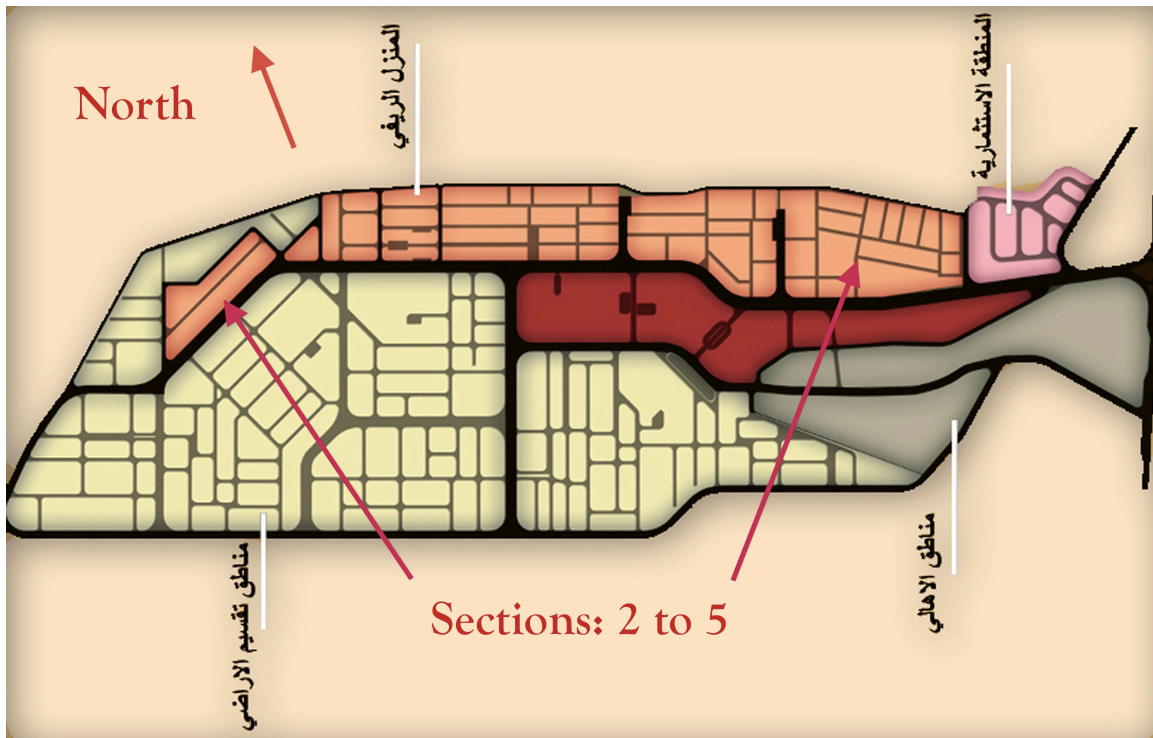 المنزل الريفي
المنطقة الاستثمارية
North
Sections: 2 to 5
مناطق تقسيم الاراضي
مناطق الاهالي